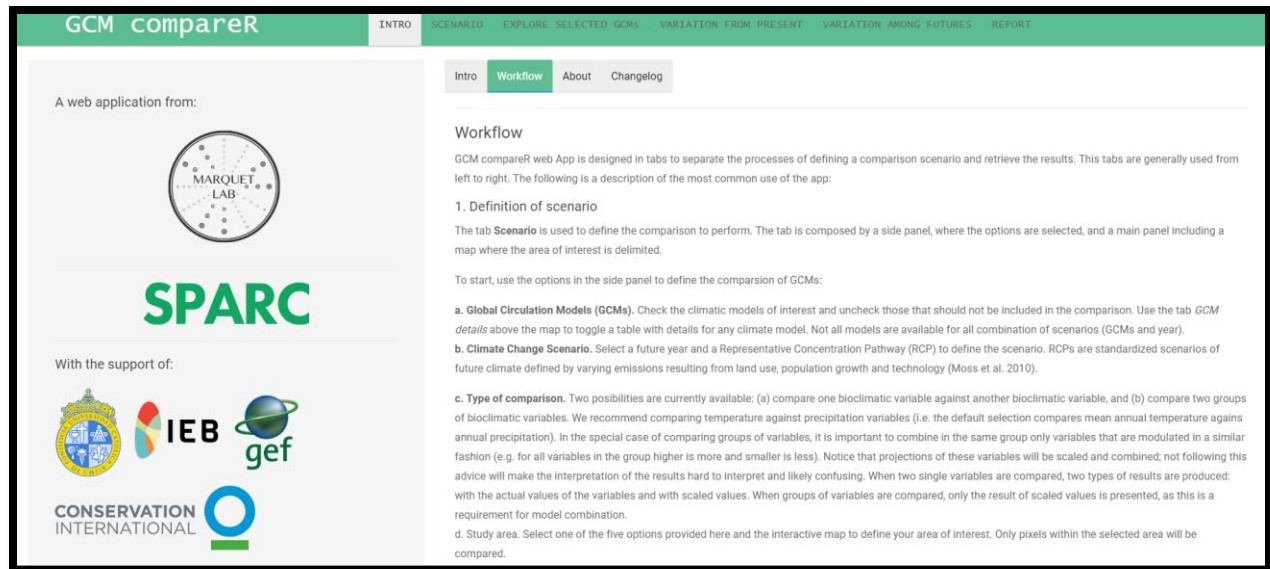 GCM compareR
INTRO
SCENARIO
EXPLORE SELECTED GCMs
VARIATION FROM PRESENT
VARIATION AMONG FUTURES
REPORT
A web application from:
MARQUET
LAB
SPARC
With the support of:
IEB
gef
CONSERVATION
INTERNATIONAL
Intro
Workflow
About
Changelog
Workflow
GCM compareR web App is designed in tabs to separate the processes of defining a comparison scenario and retrieve the results. This tabs are generally used from
left to right. The following is a description of the most common use of the app:
1. Definition of scenario
The tab Scenario is used to define the comparison to perform. The tab is composed by a side panel, where the options are selected, and a main panel including a
map where the area of interest is delimited.
To start, use the options in the side panel to define the comparsion of GCMs:
a. Global Circulation Models (GCMs). Check the climatic models of interest and uncheck those that should not be included in the comparison. Use the tab GCM
details above the map to toggle a table with details for any climate model. Not all models are available for all combination of scenarios (GCMs and year).
b. Climate Change Scenario. Select a future year and a Representative Concentration Pathway (RCP) to define the scenario. RCPs are standardized scenarios of
future climate defined by varying emissions resulting from land use, population growth and technology (Moss et al. 2010).
c. Type of comparison. Two posibilities are currently available: (a) compare one bioclimatic variable against another bioclimatic variable, and (b) compare two groups
of bioclimatic variables. We recommend comparing temperature against precipitation variables (i.e. the default selection compares mean annual temperature agains
annual precipitation). In the special case of comparing groups of variables, it is important to combine in the same group only variables that are modulated in a similar
fashion (e.g. for all variables in the group higher is more and smaller is less). Notice that projections of these variables will be scaled and combined; not following this
advice will make the interpretation of the results hard to interpret and likely confusing. When two single variables are compared, two types of results are produced:
with the actual values of the variables and with scaled values. When groups of variables are compared, only the result of scaled values is presented, as this is a
requirement for model combination.
d. Study area. Select one of the five options provided here and the interactive map to define your area of interest. Only pixels within the selected area will be
compared.